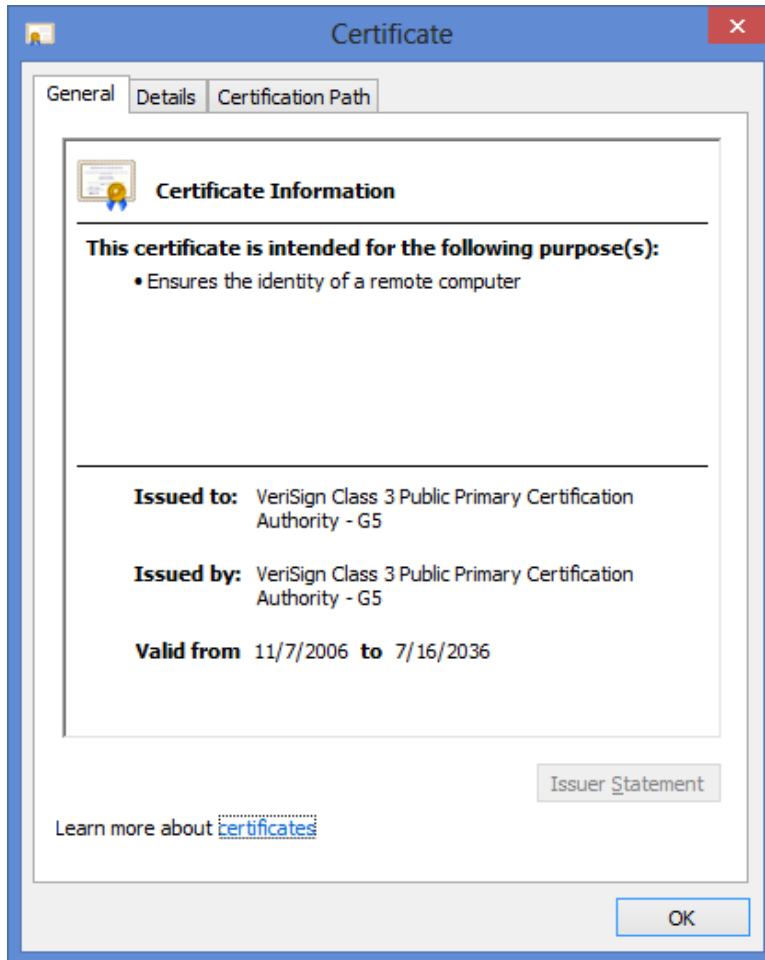 Certificate
General Details Certification Path
Certificate Information
This certificate is intended for the following purpose(s):
• Ensures the identity of a remote computer
Issued to: VeriSign Class 3 Public Primary Certification
Authority - G5
Issued by: VeriSign Class 3 Public Primary Certification
Authority - G5
Valid from 11/7/2006 to 7/16/2036
Issuer Statement
Learn more about certificates
OK